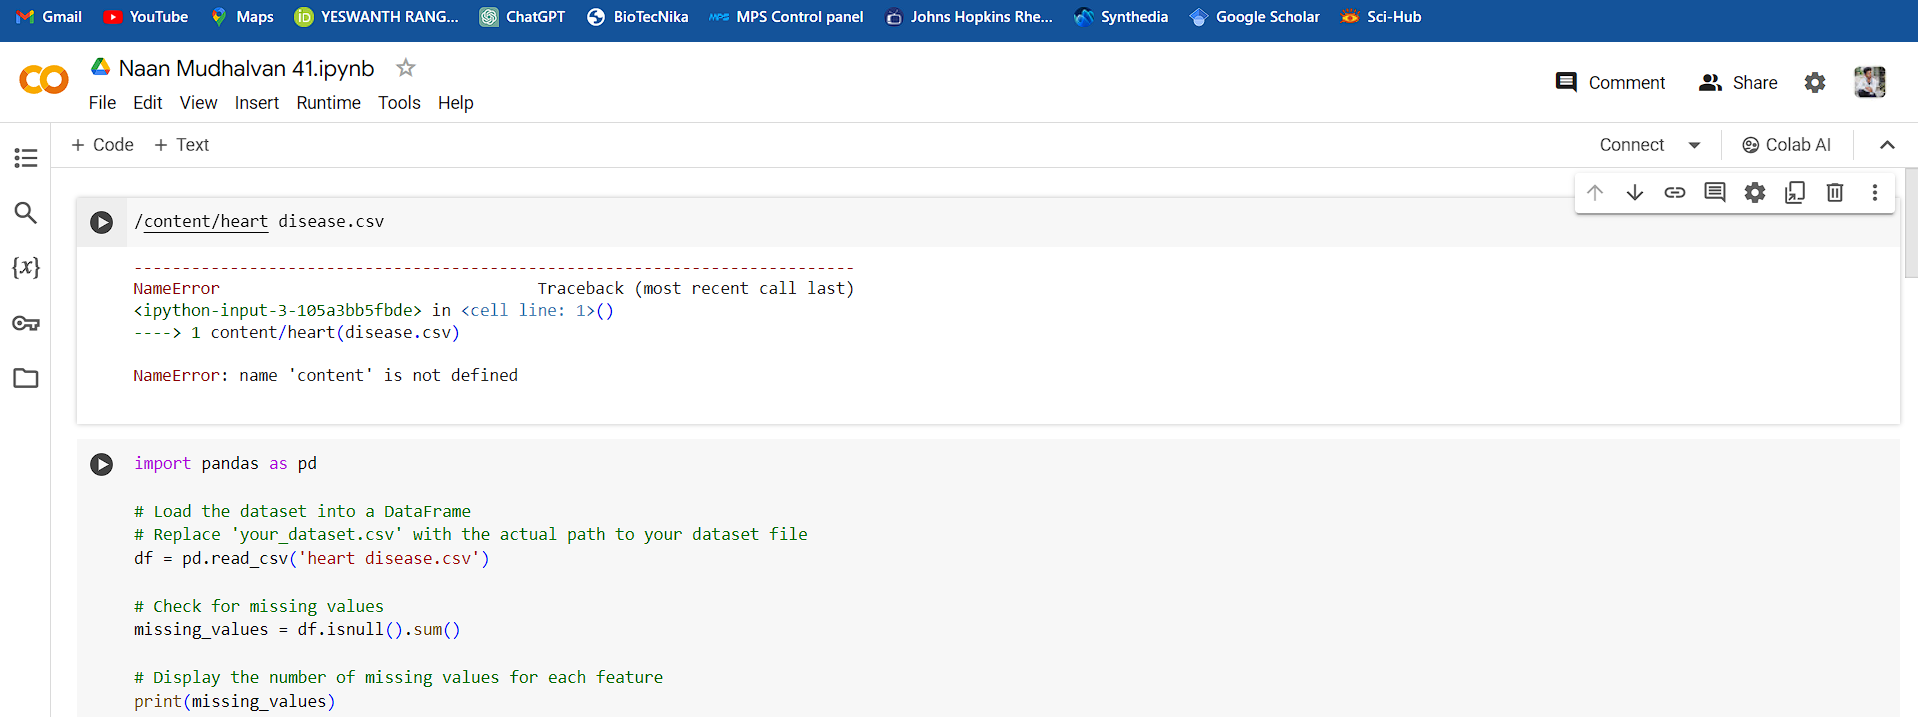 Gmail YouTube Maps YESWANTH RANG... ChatGPT BioTecNika MPS Control panel Johns Hopkins Rhe... Synthedia Google Scholar Sci-Hub
Naan Mudhalvan 41.ipynb
File Edit View Insert Runtime Tools Help
Comment Share
+ Code + Text
Connect Colab AI
/content/heart disease.csv
---------------------------------------------------------------------------
NameError Traceback (most recent call last)
<ipython-input-3-105a3bb5fbde> in <cell line: 1>()
----> 1 content/heart(disease.csv)
NameError: name 'content' is not defined
import pandas as pd
# Load the dataset into a DataFrame
# Replace 'your_dataset.csv' with the actual path to your dataset file
df = pd.read_csv('heart disease.csv')
# Check for missing values
missing_values = df.isnull().sum()
# Display the number of missing values for each feature
print(missing_values)